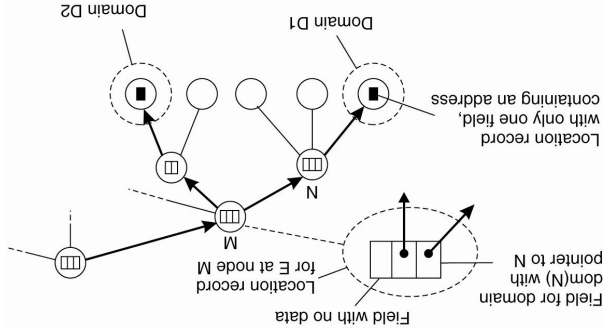 Field with no data
Field for domain
dom(N) with
pointer to N
Location record
for E at node M
M
N
Location record
with only one field,
containing an address
Domain D1
Domain D2